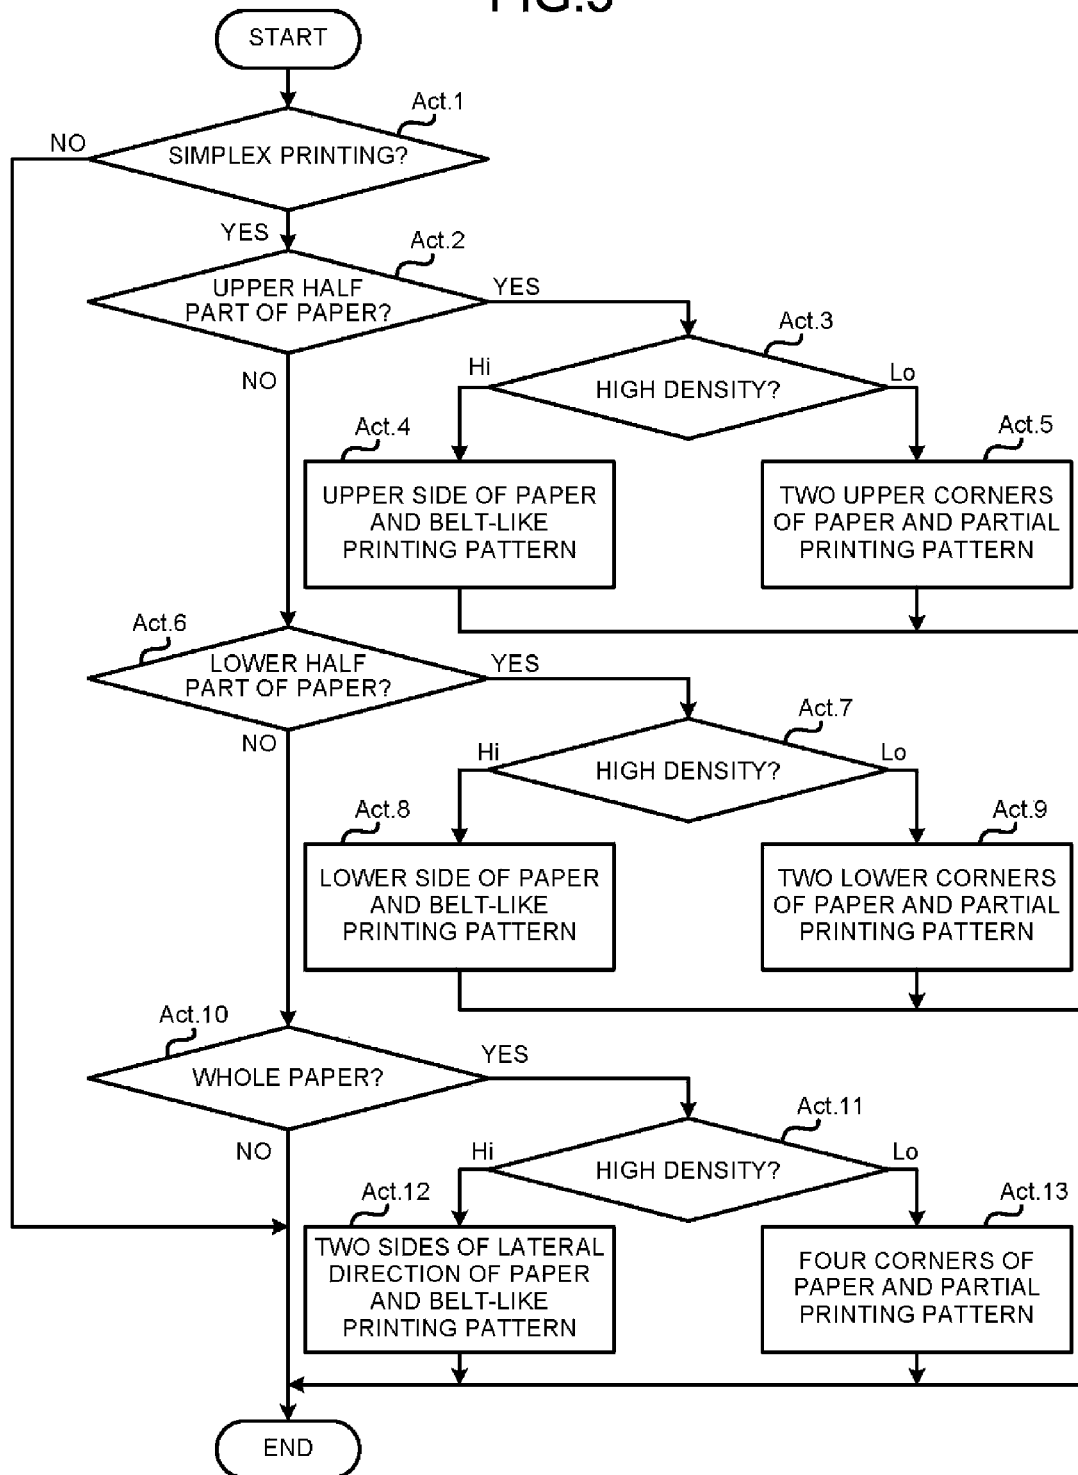 START
Act.1
NO
SIMPLEX PRINTING?
YES
Act.2
UPPER HALF
PART OF PAPER?
YES
NO
Act.3
Hi
HIGH DENSITY?
Lo
Act.4
UPPER SIDE OF PAPER
AND BELT-LIKE
PRINTING PATTERN
Act.5
TWO UPPER CORNERS
OF PAPER AND PARTIAL
PRINTING PATTERN
Act.6
LOWER HALF
PART OF PAPER?
YES
NO
Act.7
Hi
HIGH DENSITY?
Lo
Act.8
LOWER SIDE OF PAPER
AND BELT-LIKE
PRINTING PATTERN
Act.9
TWO LOWER CORNERS
OF PAPER AND PARTIAL
PRINTING PATTERN
Act.10
WHOLE PAPER?
YES
NO
Act.11
Hi
HIGH DENSITY?
Lo
Act.12
TWO SIDES OF LATERAL
DIRECTION OF PAPER
AND BELT-LIKE
PRINTING PATTERN
Act.13
FOUR CORNERS OF
PAPER AND PARTIAL
PRINTING PATTERN
END